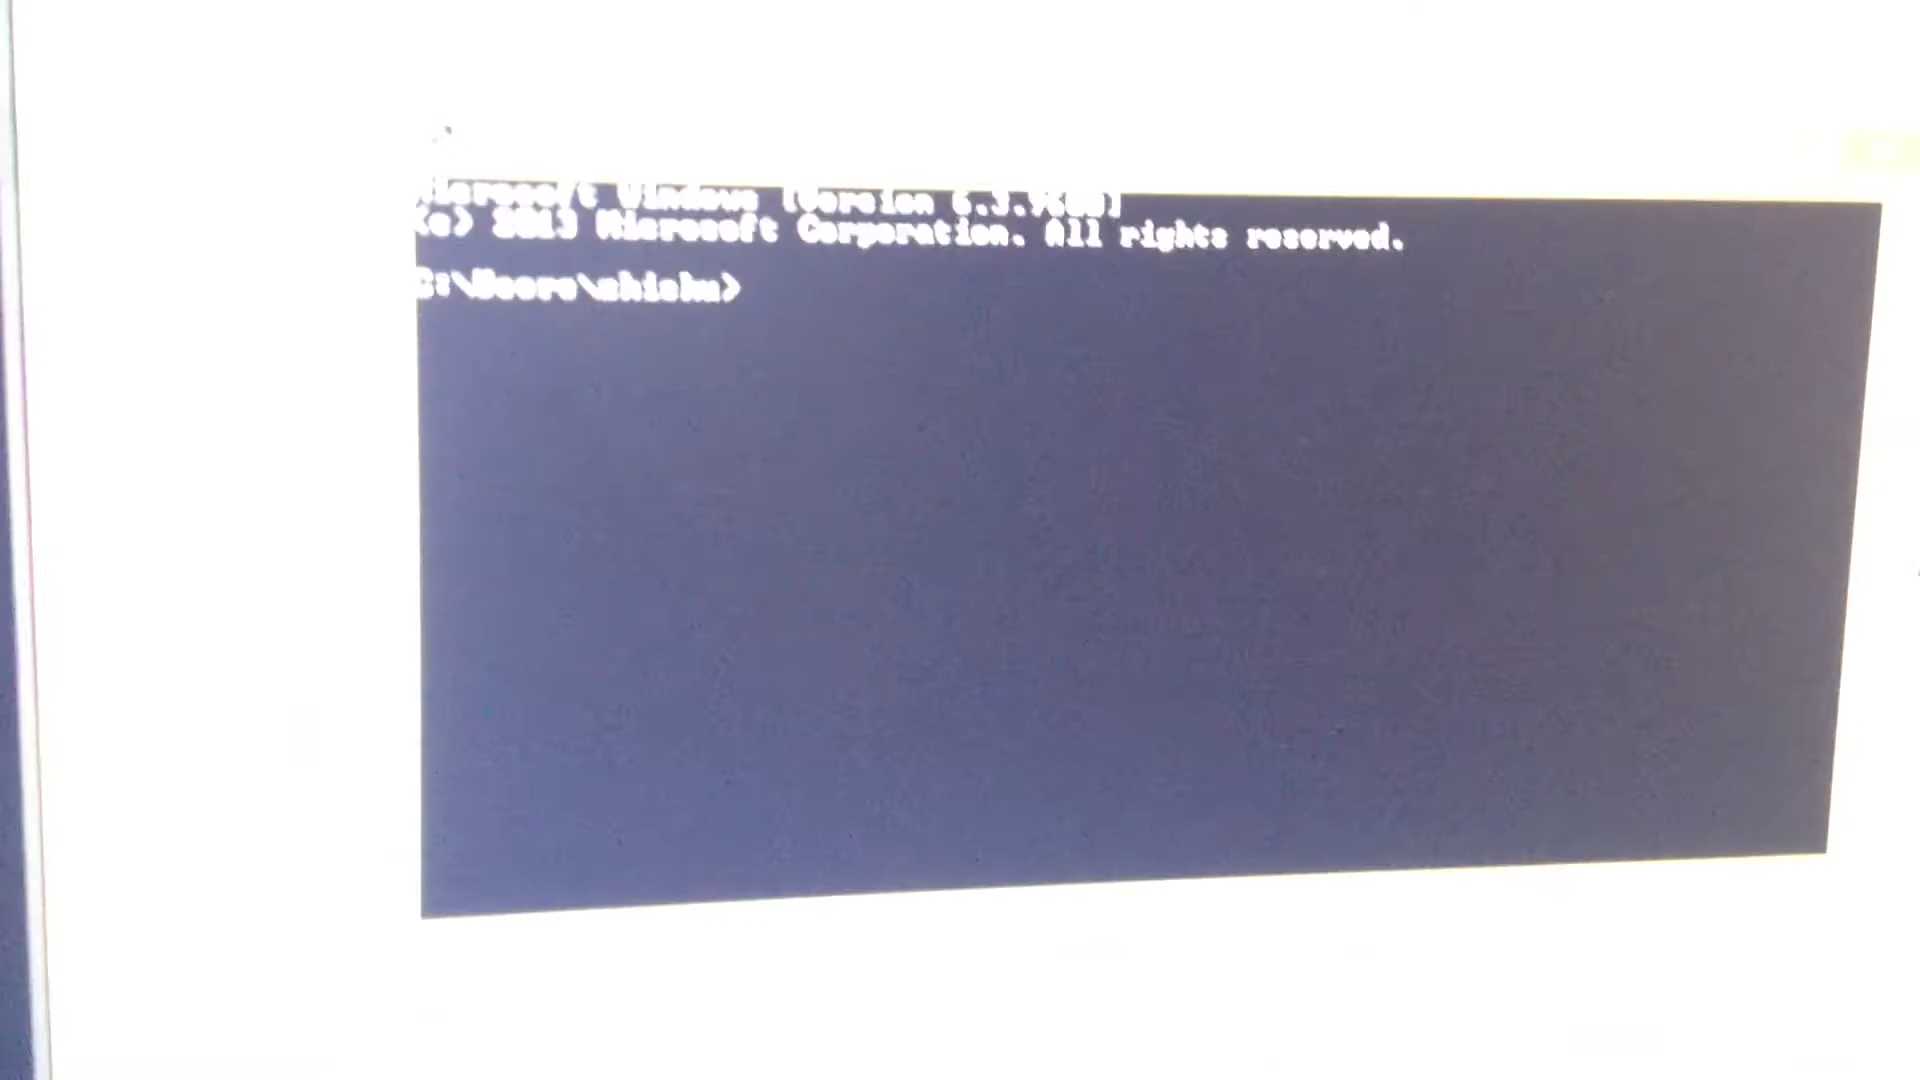 Microsoft Windows [Version 6.3.9600]
(c) 2013 Microsoft Corporation. All rights reserved.
C:\Users\shishu>